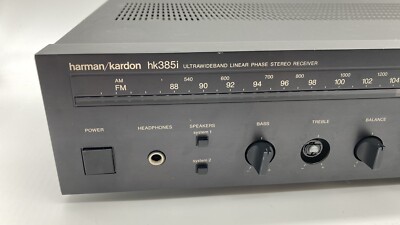 harman/kardon hk385i ULTRAWIDEBAND LINEAR PHASE STEREO RECEIVER
AM 540 600 700 800 1000 1200
FM 88 90 92 94 96 98 100 102 104
POWER HEADPHONES SPEAKERS BASS TREBLE BALANCE
system 1
system 2